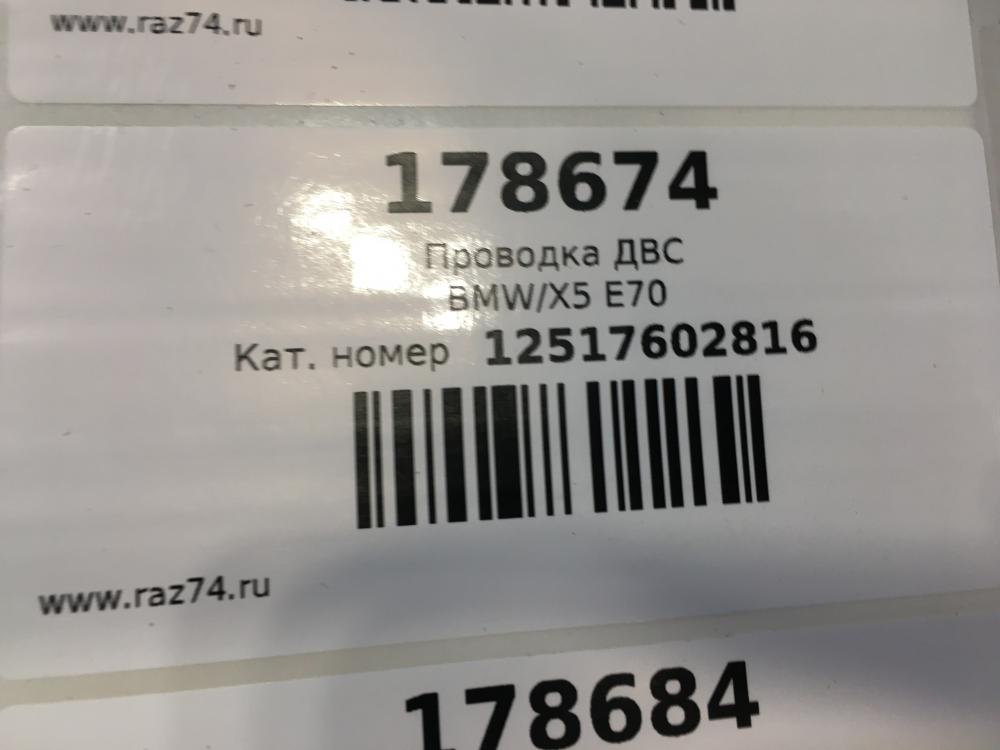 www.raz74.ru
178674
Проводка ДВС
BMW/X5 E70
Кат. номер 12517602816
www.raz74.ru
178684